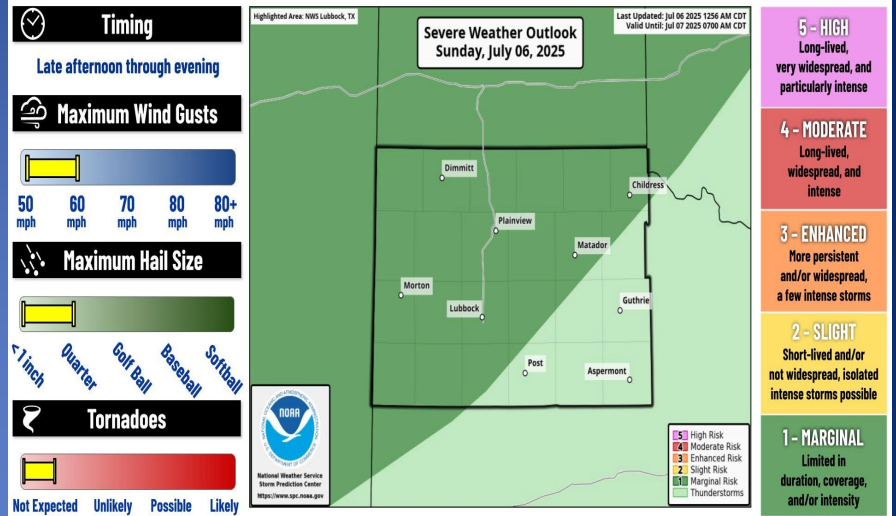 Timing
Late afternoon through evening
Maximum Wind Gusts
50 60 70 80 80+
mph mph mph mph mph
Maximum Hail Size
<1 inch Quarter Golf Ball Baseball Softball
Tornadoes
Not Expected Unlikely Possible Likely
Highlighted Area: NWS Lubbock, TX
Severe Weather Outlook
Sunday, July 06, 2025
Last Updated: Jul 06 2025 1256 AM CDT
Valid Until: Jul 07 2025 0700 AM CDT
Dimmitt
Childress
Plainview
Matador
Morton
Guthrie
Lubbock
Post
Aspermont
NOAA
National Weather Service
Storm Prediction Center
https://www.spc.noaa.gov
5 High Risk
4 Moderate Risk
3 Enhanced Risk
2 Slight Risk
1 Marginal Risk
Thunderstorms
5 - HIGH
Long-lived,
very widespread, and
particularly intense
4 - MODERATE
Long-lived,
widespread, and
intense
3 - ENHANCED
More persistent
and/or widespread,
a few intense storms
2 - SLIGHT
Short-lived and/or
not widespread, isolated
intense storms possible
1 - MARGINAL
Limited in
duration, coverage,
and/or intensity